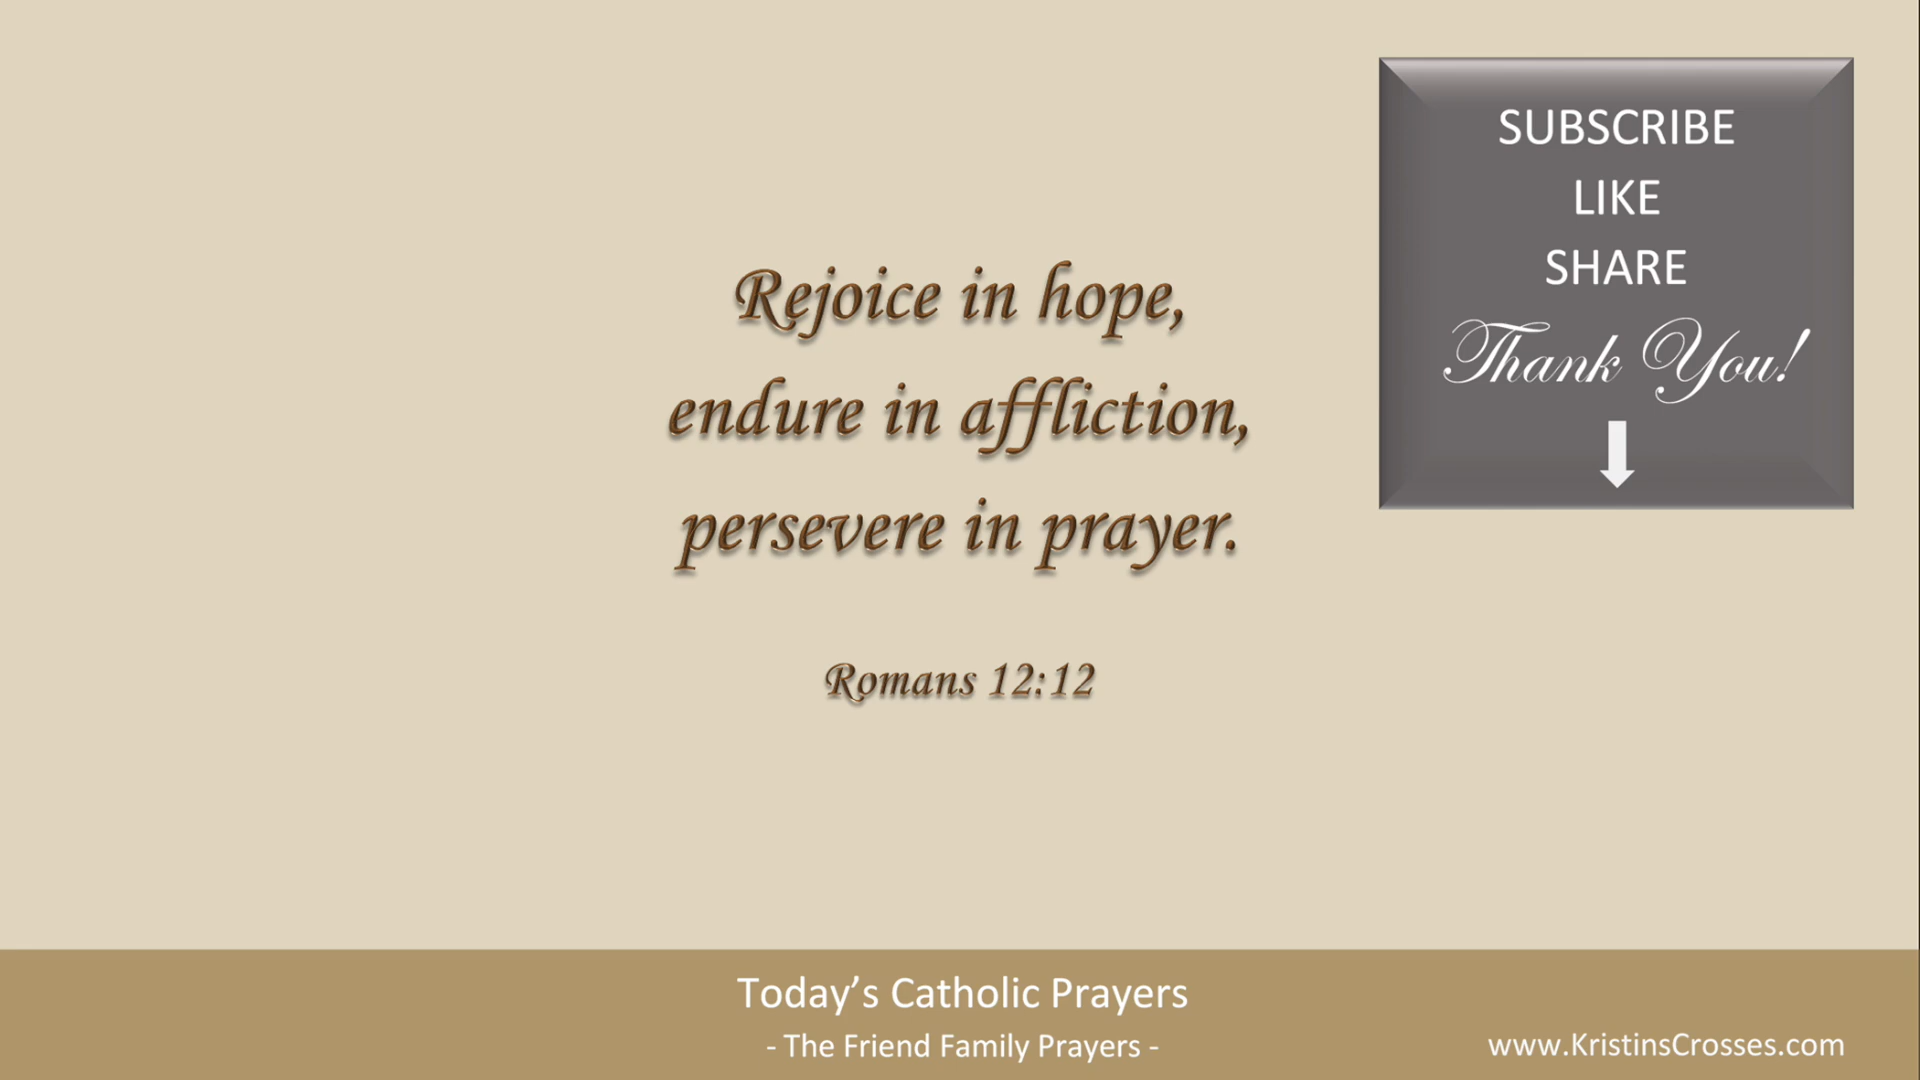 Rejoice in hope,
endure in affliction,
persevere in prayer.
Romans 12:12
SUBSCRIBE
LIKE
SHARE
Thank You!
Today’s Catholic Prayers
- The Friend Family Prayers -
www.KristinsCrosses.com